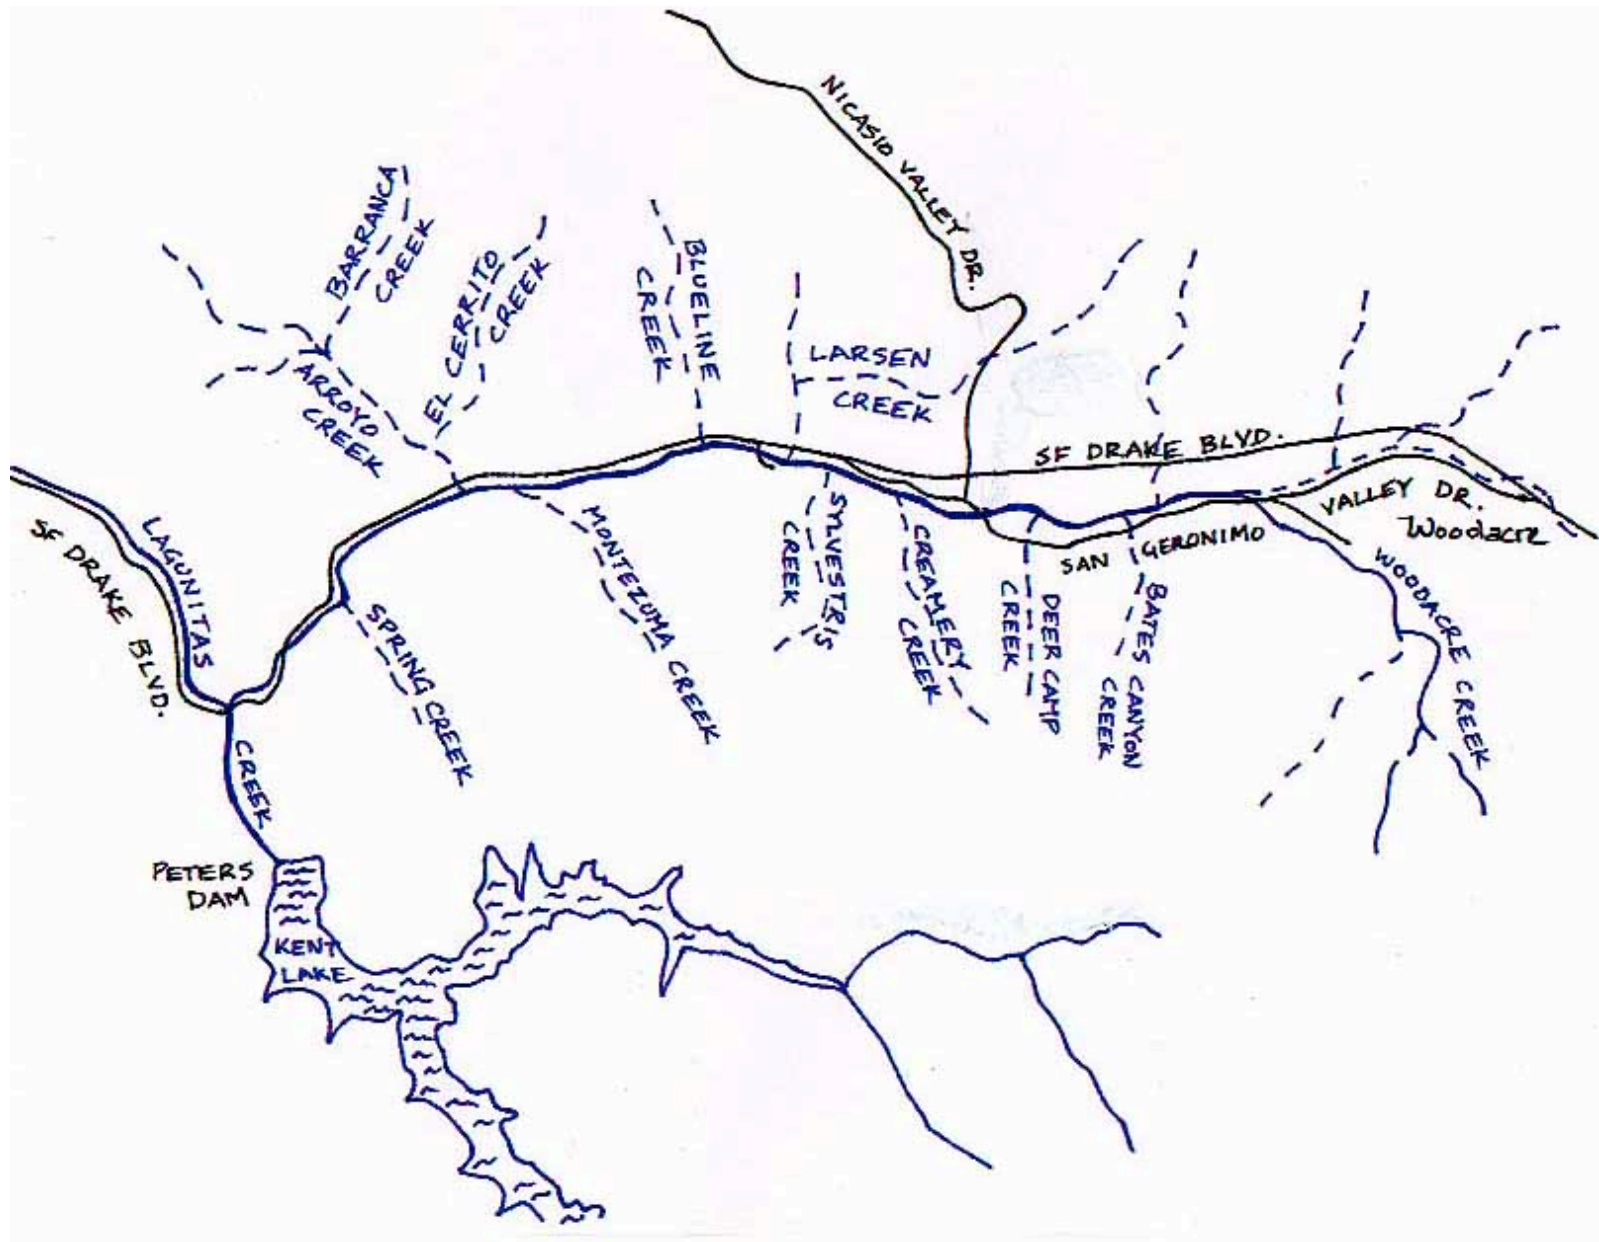 NICASIO VALLEY DR.
BARRANCA
CREEK
EL CERRITO
CREEK
BLUELINE
CREEK
LARSEN
CREEK
ARROYO
CREEK
SF DRAKE BLVD.
VALLEY DR.
Woodacre
SAN GERONIMO
LAGUNITAS
SF DRAKE BLVD.
MONTEZUMA CREEK
SYLVESTRIS
CREEK
CREAMERY
CREEK
DEER CAMP
CREEK
BATES CANYON
CREEK
WOODACRE CREEK
SPRING CREEK
CREEK
PETERS
DAM
KENT
LAKE